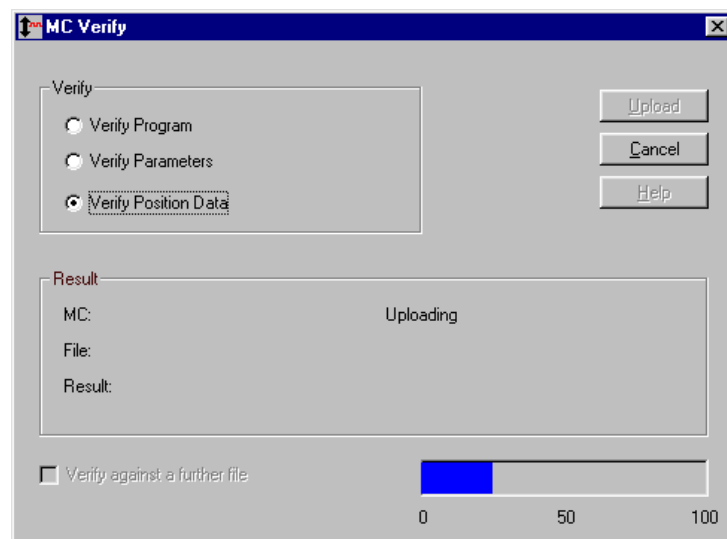 MC Verify
Verify
Verify Program
Verify Parameters
Verify Position Data
Upload
Cancel
Help
Result
MC: Uploading
File:
Result:
Verify against a further file
0 50 100